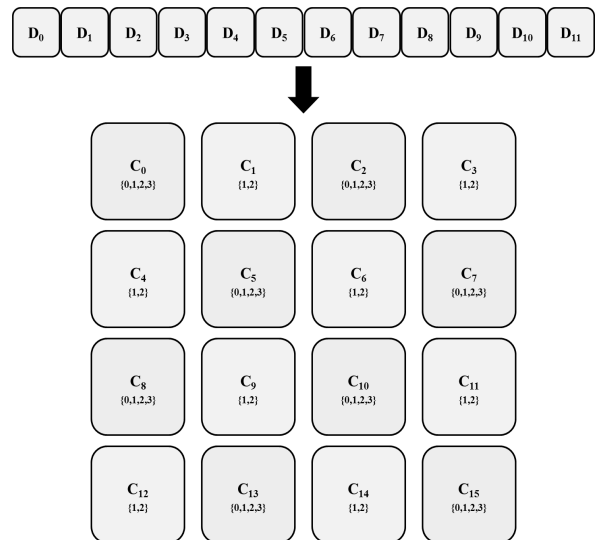 D₀ D₁ D₂ D₃ D₄ D₅ D₆ D₇ D₈ D₉ D₁₀ D₁₁
C₀ C₁ C₂ C₃
{0,1,2,3} {1,2} {0,1,2,3} {1,2}
C₄ C₅ C₆ C₇
{1,2} {0,1,2,3} {1,2} {0,1,2,3}
C₈ C₉ C₁₀ C₁₁
{0,1,2,3} {1,2} {0,1,2,3} {1,2}
C₁₂ C₁₃ C₁₄ C₁₅
{1,2} {0,1,2,3} {1,2} {0,1,2,3}